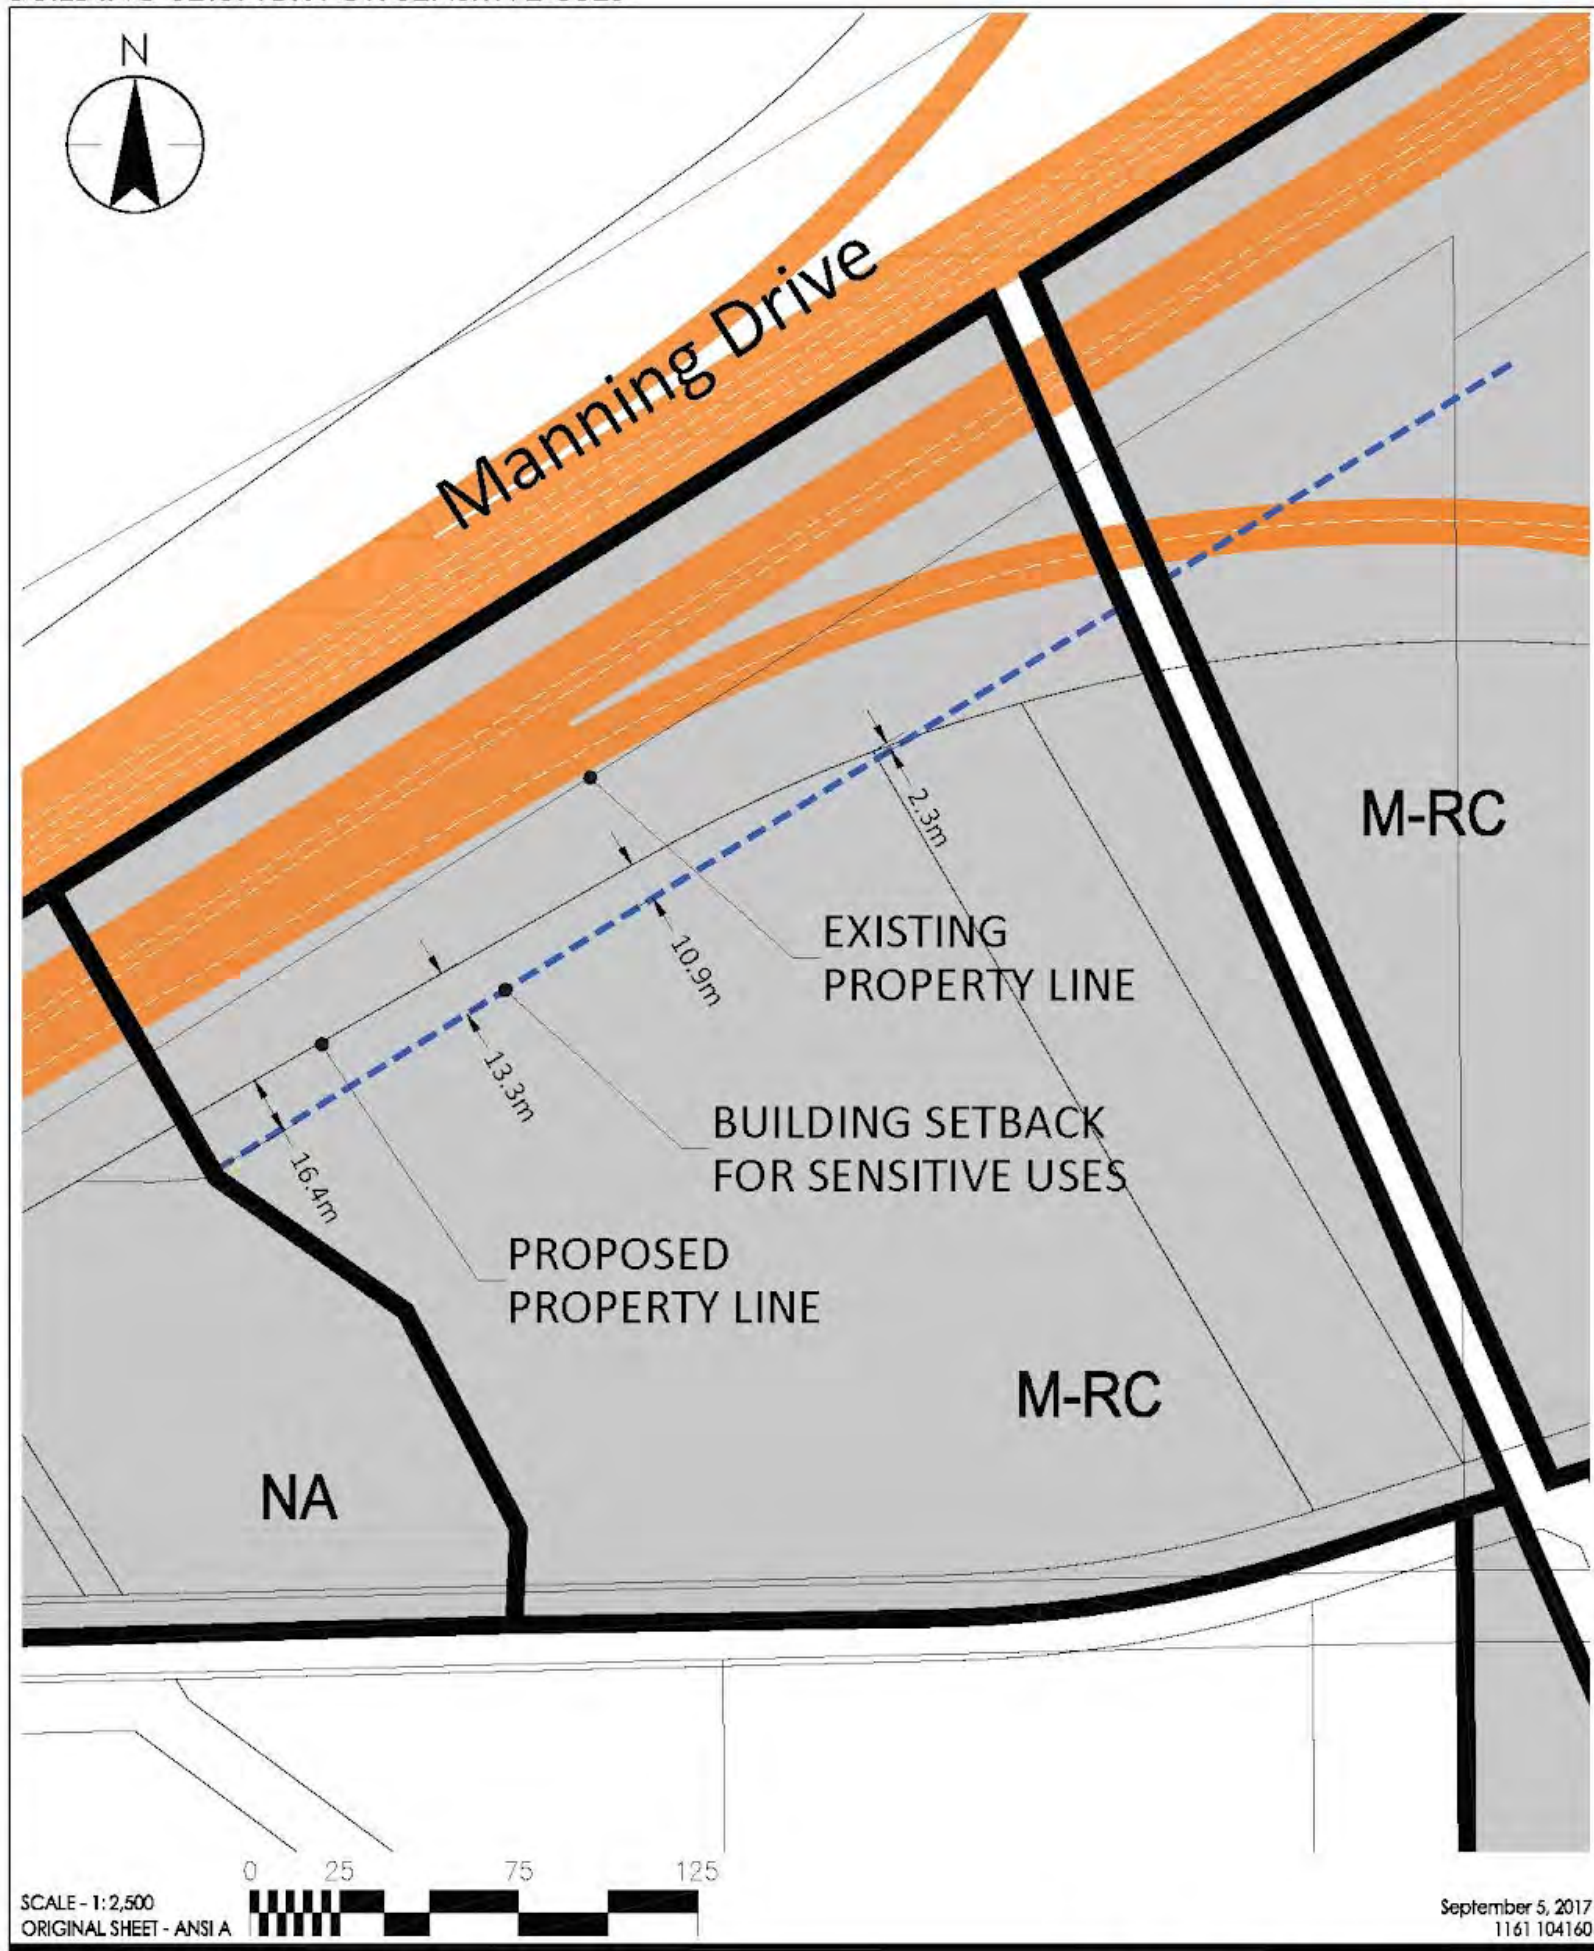 N
Manning Drive
2.3m
M-RC
EXISTING
PROPERTY LINE
10.9m
13.3m
BUILDING SETBACK
FOR SENSITIVE USES
16.4m
PROPOSED
PROPERTY LINE
M-RC
NA
0 25 75 125
SCALE - 1:2,500
ORIGINAL SHEET - ANSI A
September 5, 2017
1161 104160